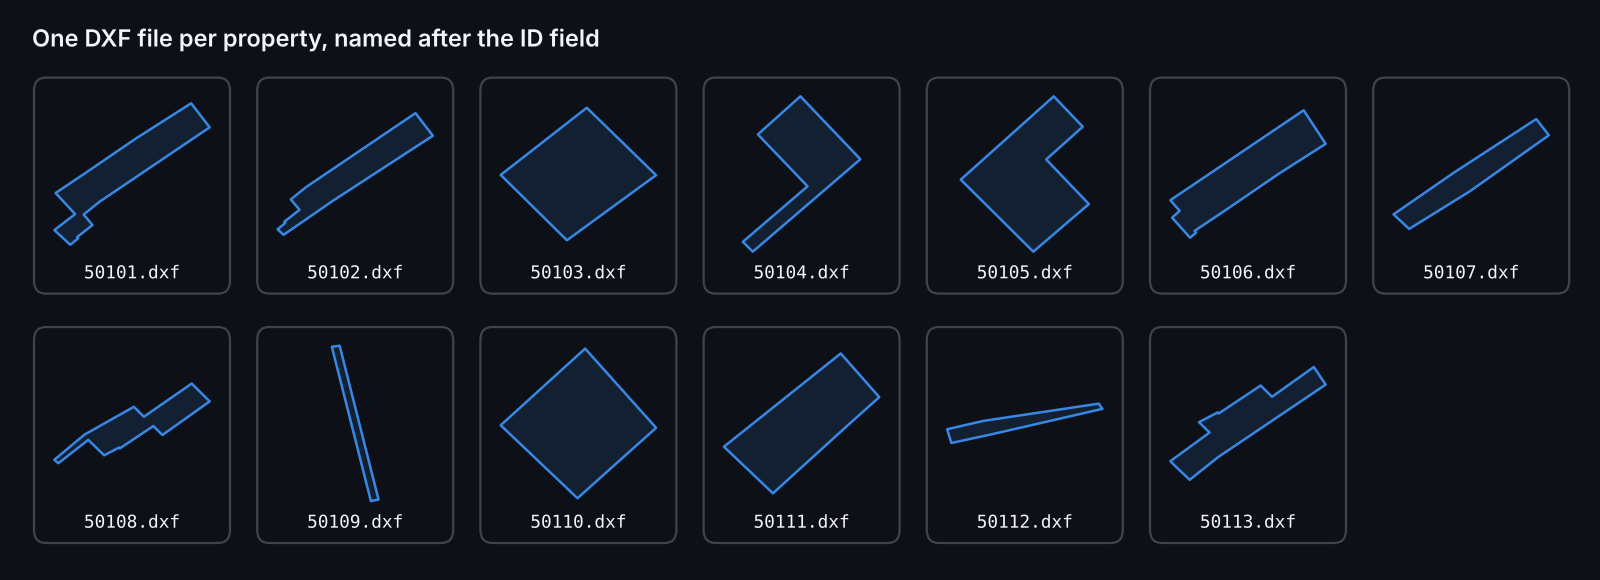 One DXF file per property, named after the ID field
50101.dxf
50102.dxf
50103.dxf
50104.dxf
50105.dxf
50106.dxf
50107.dxf
50108.dxf
50109.dxf
50110.dxf
50111.dxf
50112.dxf
50113.dxf